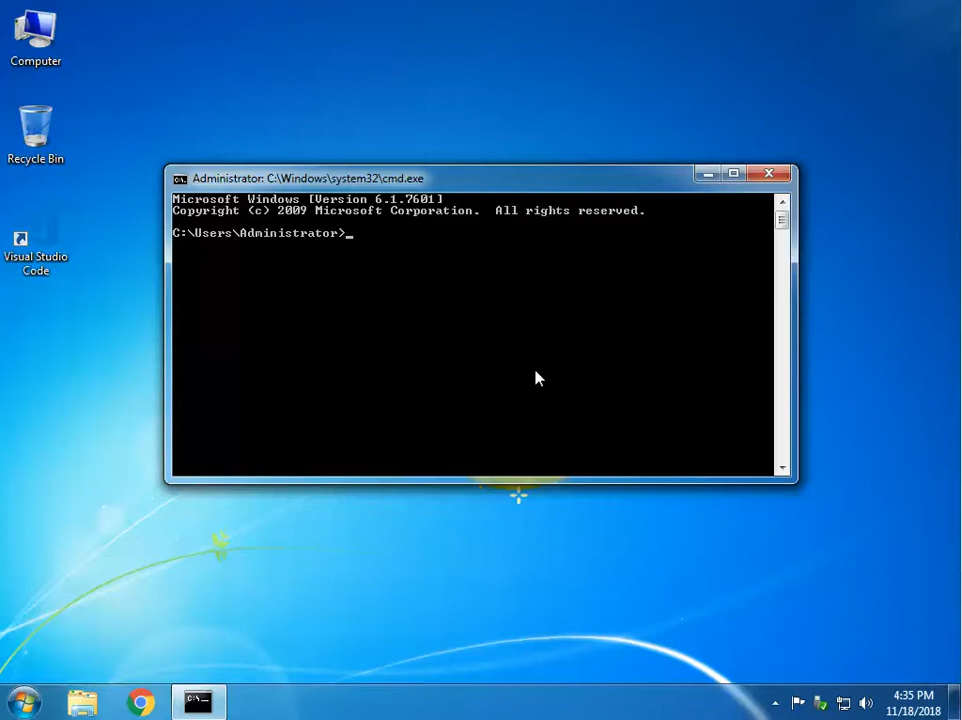 Computer
Recycle Bin
Visual Studio
Code
Administrator: C:\Windows\system32\cmd.exe
Microsoft Windows [Version 6.1.7601]
Copyright (c) 2009 Microsoft Corporation.  All rights reserved.
C:\Users\Administrator>_
C:\_
4:35 PM
11/18/2018